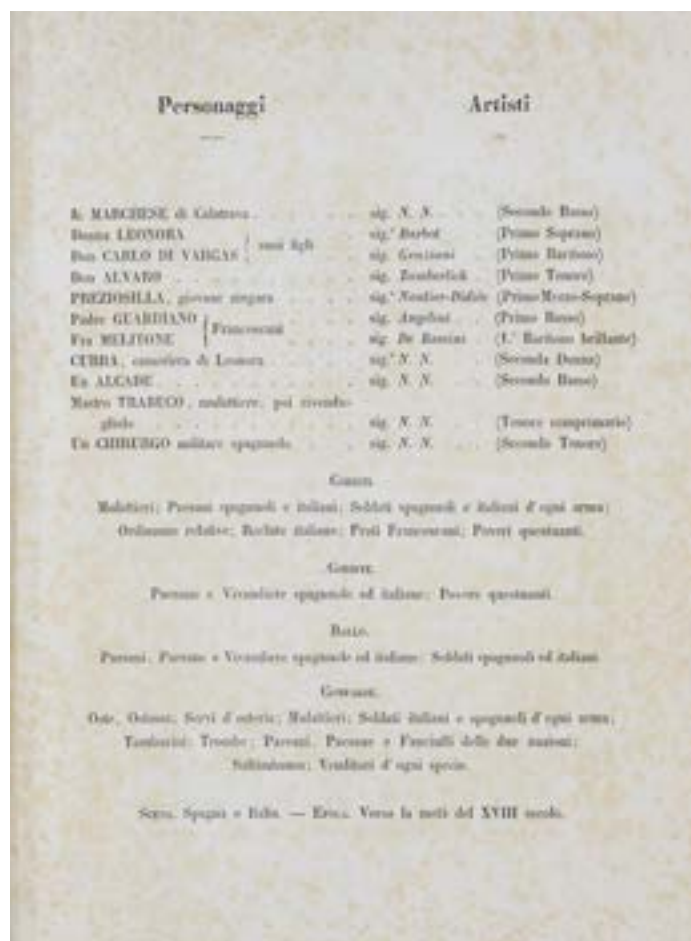 Personaggi Artisti
IL MARCHESE di Calatrava . . . . . sig. N. N. . . . (Secondo Basso)
Donna LEONORA sig.ª Barbot (Primo Soprano)
Don CARLO DI VARGAS } suoi figli . . sig. Graziani . (Primo Baritono)
Don ALVARO . . . . . . . . sig. Tamberlick . (Primo Tenore)
PREZIOSILLA, giovane zingara . . . . sig.ª Nantier-Didiée (Primo Mezzo-Soprano)
Padre GUARDIANO sig. Angelini . (Primo Basso)
Fra MELITONE } Francescani . . . sig. De Bassini . (1.º Baritono brillante)
CURRA, cameriera di Leonora . . . . sig.ª N. N. . . . (Seconda Donna)
Un ALCADE . . . . . . . . sig. N. N. . . . (Secondo Basso)
Mastro TRABUCO, mulattiere, poi rivendu-
gliolo . . . . . . . . sig. N. N. . . . (Tenore comprimario)
Un CHIRURGO militare spagnuolo . . . sig. N. N. . . . (Secondo Tenore)
Mulattieri; Paesani spagnuoli e italiani; Soldati spagnuoli e italiani d'ogni arma;
Ordinanze relative; Reclute italiane; Frati Francescani; Poveri questuanti.
Paesane e Vivandiere spagnuole ed italiane; Povere questuanti.
BALLO.
Paesani, Paesane e Vivandiere spagnuole ed italiane; Soldati spagnuoli ed italiani.
COMPARSE.
Oste, Ostessa; Servi d'osteria; Mulattieri; Soldati italiani e spagnuoli d'ogni arma;
Tamburini; Trombe; Paesani, Paesane e Fanciulli delle due nazioni;
Saltimbanco; Venditori d'ogni specie.
SCENA. Spagna e Italia. — EPOCA. Verso la metà del XVIII secolo.